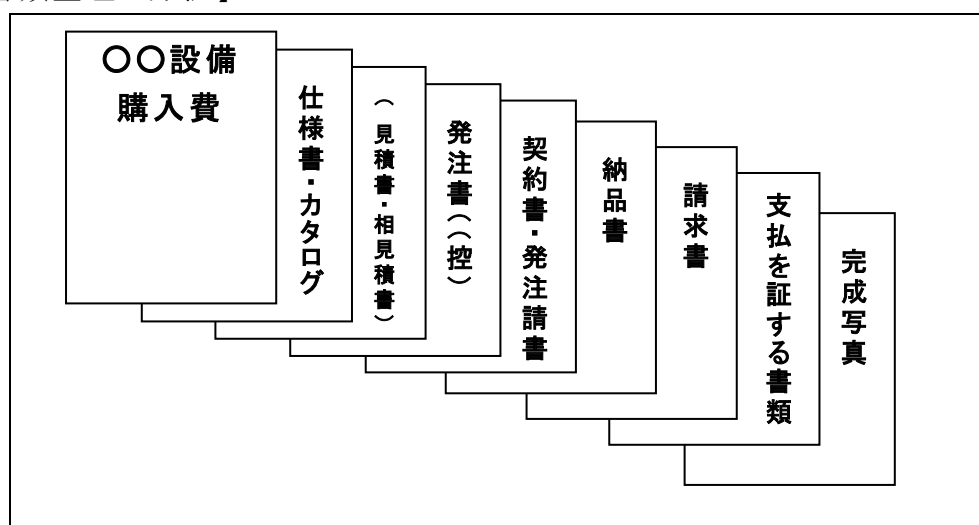 〇〇設備
購入費
仕様書・カタログ
（見積書・相見積書）
発注書（（控）
契約書・発注請書
納品書
請求書
支払を証する書類
完成写真